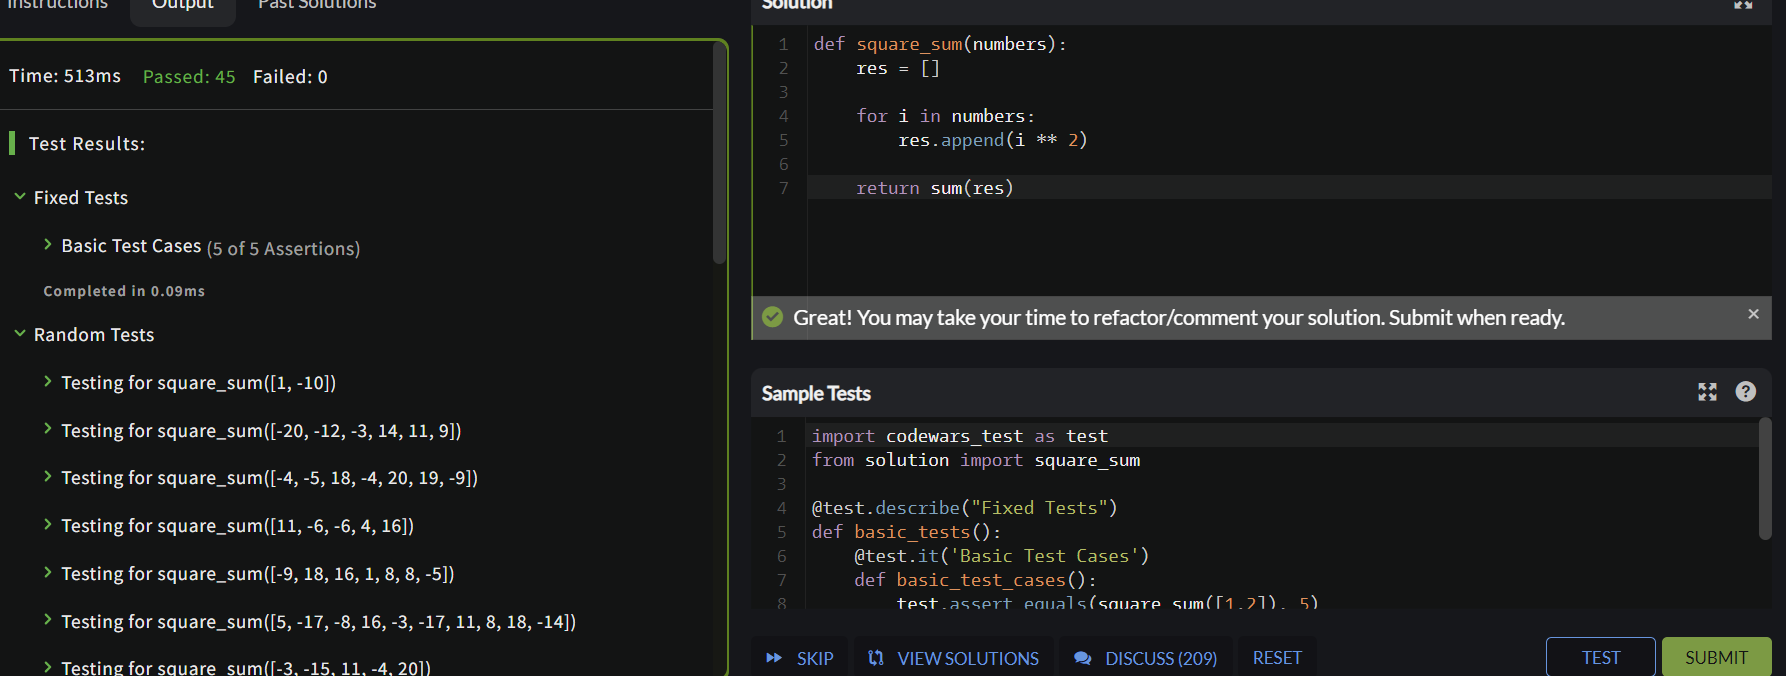 Instructions
Output
Past Solutions
Time: 513ms Passed: 45 Failed: 0
Test Results:
Fixed Tests
Basic Test Cases (5 of 5 Assertions)
Completed in 0.09ms
Random Tests
Testing for square_sum([1, -10])
Testing for square_sum([-20, -12, -3, 14, 11, 9])
Testing for square_sum([-4, -5, 18, -4, 20, 19, -9])
Testing for square_sum([11, -6, -6, 4, 16])
Testing for square_sum([-9, 18, 16, 1, 8, 8, -5])
Testing for square_sum([5, -17, -8, 16, -3, -17, 11, 8, 18, -14])
Testing for square_sum([-3, -15, 11, -4, 20])
Solution
1 def square_sum(numbers):
2 res = []
3
4 for i in numbers:
5 res.append(i ** 2)
6
7 return sum(res)
Great! You may take your time to refactor/comment your solution. Submit when ready.
Sample Tests
1 import codewars_test as test
2 from solution import square_sum
3
4 @test.describe("Fixed Tests")
5 def basic_tests():
6 @test.it('Basic Test Cases')
7 def basic_test_cases():
8 test.assert_equals(square_sum([1,2]), 5)
SKIP
VIEW SOLUTIONS
DISCUSS (209)
RESET
TEST
SUBMIT